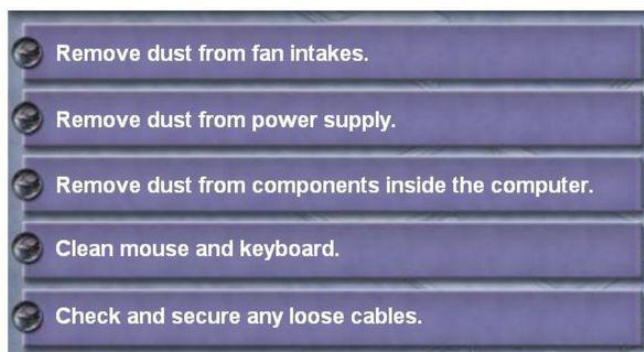 Remove dust from fan intakes.
Remove dust from power supply.
Remove dust from components inside the computer.
Clean mouse and keyboard.
Check and secure any loose cables.